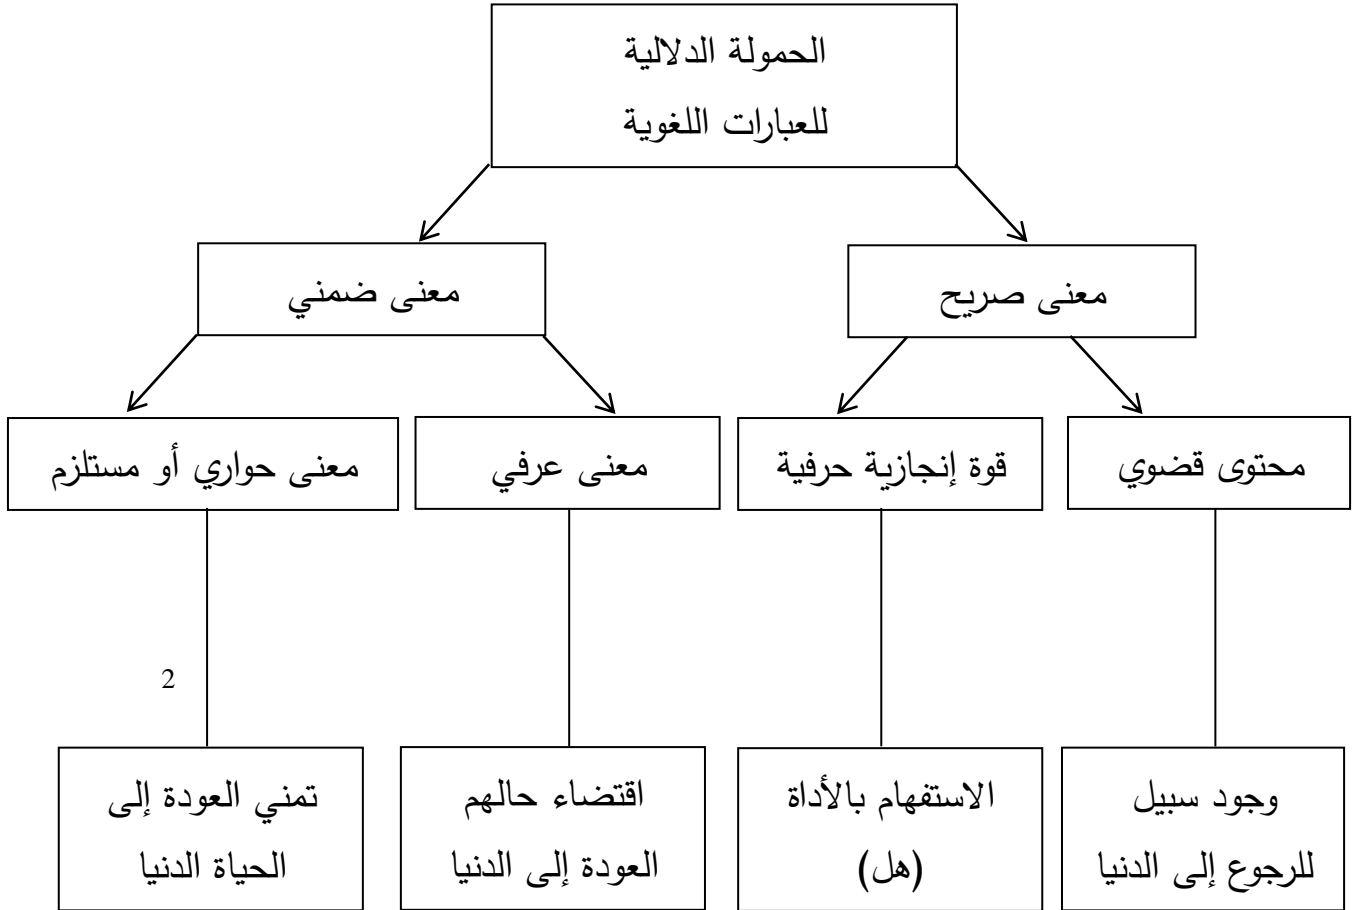 الحمولة الدلالية
للعبارات اللغوية
معنى صريح
معنى ضمني
محتوى قضوي
قوة إنجازية حرفية
معنى عرفي
معنى حواري أو مستلزم
2
وجود سبيل
للرجوع إلى الدنيا
الاستفهام بالأداة
(هل)
اقتضاء حالهم
العودة إلى الدنيا
تمني العودة إلى
الحياة الدنيا